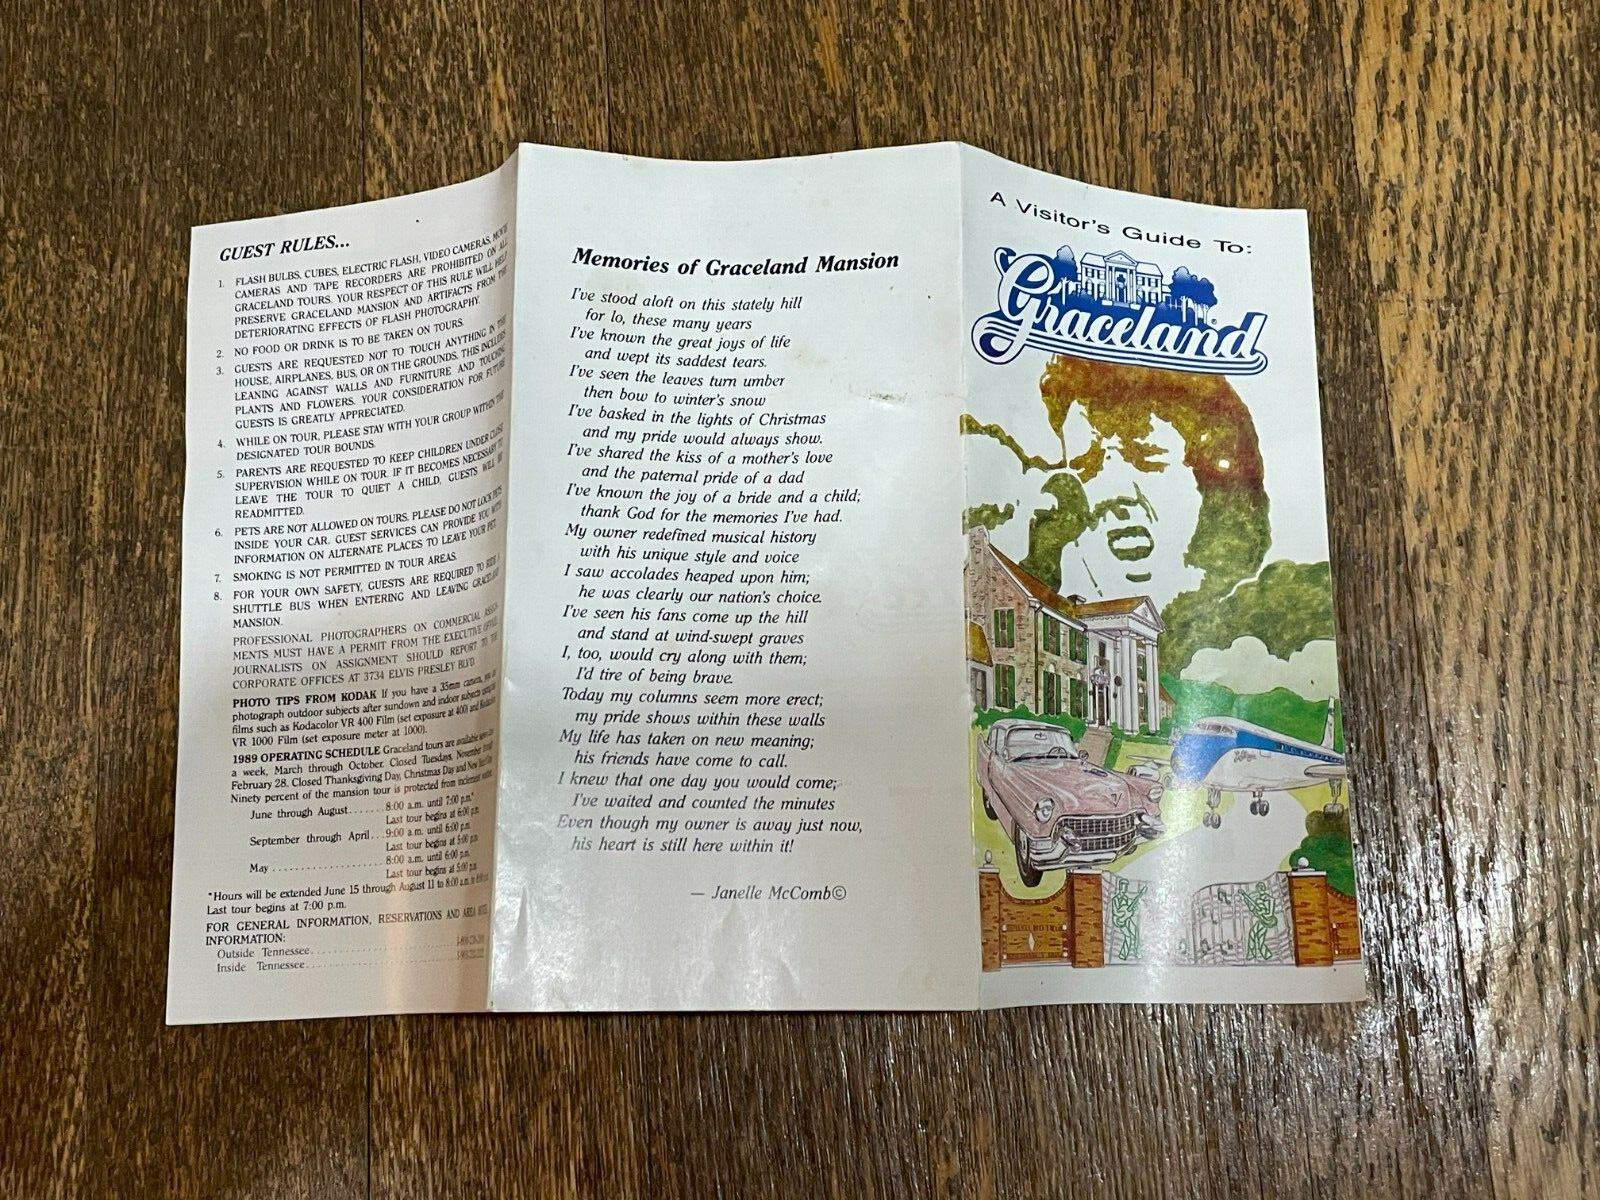 GUEST RULES...
1. FLASH BULBS, CUBES, ELECTRIC FLASH, VIDEO CAMERAS, MOVIE
CAMERAS AND TAPE RECORDERS ARE PROHIBITED ON ALL
GRACELAND TOURS. YOUR RESPECT OF THIS RULE WILL HELP
PRESERVE GRACELAND MANSION AND ARTIFACTS FROM THE
DETERIORATING EFFECTS OF FLASH PHOTOGRAPHY.
2. NO FOOD OR DRINK IS TO BE TAKEN ON TOURS.
3. GUESTS ARE REQUESTED NOT TO TOUCH ANYTHING IN THE
HOUSE, AIRPLANES, BUS, OR ON THE GROUNDS. THIS INCLUDES
LEANING AGAINST WALLS AND FURNITURE AND TOUCHING
PLANTS AND FLOWERS. YOUR CONSIDERATION FOR FUTURE
GUESTS IS GREATLY APPRECIATED.
4. WHILE ON TOUR, PLEASE STAY WITH YOUR GROUP WITHIN THE
DESIGNATED TOUR BOUNDS.
5. PARENTS ARE REQUESTED TO KEEP CHILDREN UNDER CLOSE
SUPERVISION WHILE ON TOUR. IF IT BECOMES NECESSARY TO
LEAVE THE TOUR TO QUIET A CHILD, GUESTS WILL BE
READMITTED.
6. PETS ARE NOT ALLOWED ON TOURS. PLEASE DO NOT LOCK PETS
INSIDE YOUR CAR. GUEST SERVICES CAN PROVIDE YOU WITH
INFORMATION ON ALTERNATE PLACES TO LEAVE YOUR PET.
7. SMOKING IS NOT PERMITTED IN TOUR AREAS.
8. FOR YOUR OWN SAFETY, GUESTS ARE REQUIRED TO RIDE A
SHUTTLE BUS WHEN ENTERING AND LEAVING GRACELAND
MANSION.
PROFESSIONAL PHOTOGRAPHERS ON COMMERCIAL ASSIGN-
MENTS MUST HAVE A PERMIT FROM THE EXECUTIVE OFFICE.
JOURNALISTS ON ASSIGNMENT SHOULD REPORT TO THE
CORPORATE OFFICES AT 3734 ELVIS PRESLEY BLVD.
PHOTO TIPS FROM KODAK If you have a 35mm camera, you can
photograph outdoor subjects after sundown and indoor subjects using
films such as Kodacolor VR 400 Film (set exposure at 400) and Kodacolor
VR 1000 Film (set exposure meter at 1000).
1989 OPERATING SCHEDULE Graceland tours are available
a week, March through October. Closed Tuesdays, November through
February 28. Closed Thanksgiving Day, Christmas Day and New
Ninety percent of the mansion tour is protected from inclement
June through August....... 8:00 a.m. until 7:00 p.m.*
Last tour begins at 6:00 p.m.
September through April...9:00 a.m. until 6:00 p.m.
Last tour begins at 5:00 p.m.
May .................. 8:00 a.m. until 6:00 p.m.
Last tour begins at 5:00 p.m.
*Hours will be extended June 15 through August 11 to 8:00 a.m.
Last tour begins at 7:00 p.m.
FOR GENERAL INFORMATION, RESERVATIONS AND AREA HOTEL
INFORMATION:
Outside Tennessee
Inside Tennessee
Memories of Graceland Mansion
I've stood aloft on this stately hill
for lo, these many years
I've known the great joys of life
and wept its saddest tears.
I've seen the leaves turn umber
then bow to winter's snow
I've basked in the lights of Christmas
and my pride would always show.
I've shared the kiss of a mother's love
and the paternal pride of a dad
I've known the joy of a bride and a child;
thank God for the memories I've had.
My owner redefined musical history
with his unique style and voice
I saw accolades heaped upon him;
he was clearly our nation's choice.
I've seen his fans come up the hill
and stand at wind-swept graves
I, too, would cry along with them;
I'd tire of being brave.
Today my columns seem more erect;
my pride shows within these walls
My life has taken on new meaning;
his friends have come to call.
I knew that one day you would come;
I've waited and counted the minutes
Even though my owner is away just now,
his heart is still here within it!
— Janelle McComb©
A Visitor's Guide To:
Graceland